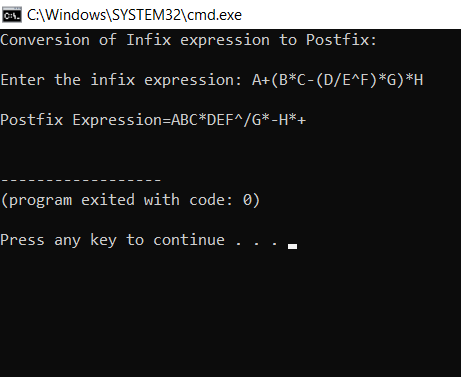 C:\Windows\SYSTEM32\cmd.exe
Conversion of Infix expression to Postfix:
Enter the infix expression: A+(B*C-(D/E^F)*G)*H
Postfix Expression=ABC*DEF^/G*-H*+
------------------
(program exited with code: 0)
Press any key to continue . . .